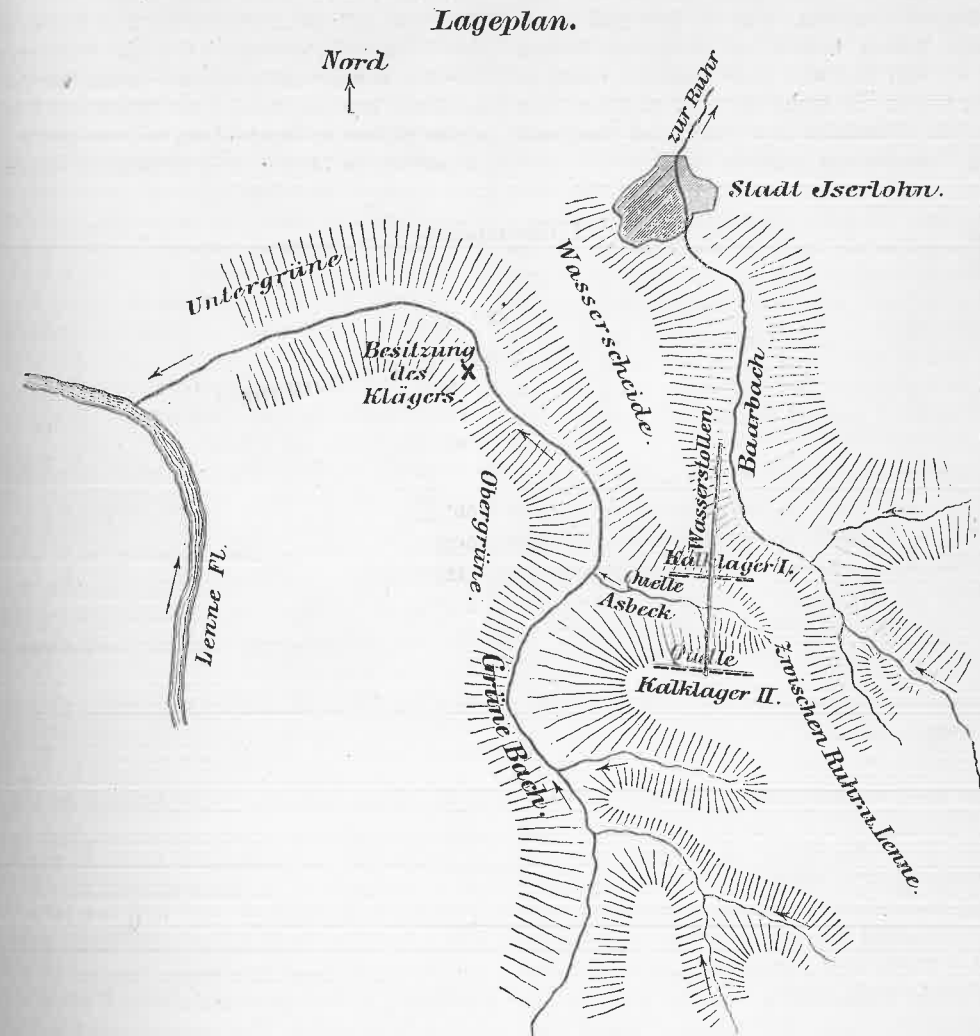 Lageplan.
Nord
zur Ruhr
Stadt Iserlohn.
Untergrüne.
Wasserscheide.
Besitzung
des
Klägers.
Baarbach
Wasserstollen
Obergrüne.
Lenne Fl.
Kalklager I.
Quelle
Asbeck
Quelle
Kalklager II.
Zwischen Ruhr u. Lenne.
Grüne Bach.